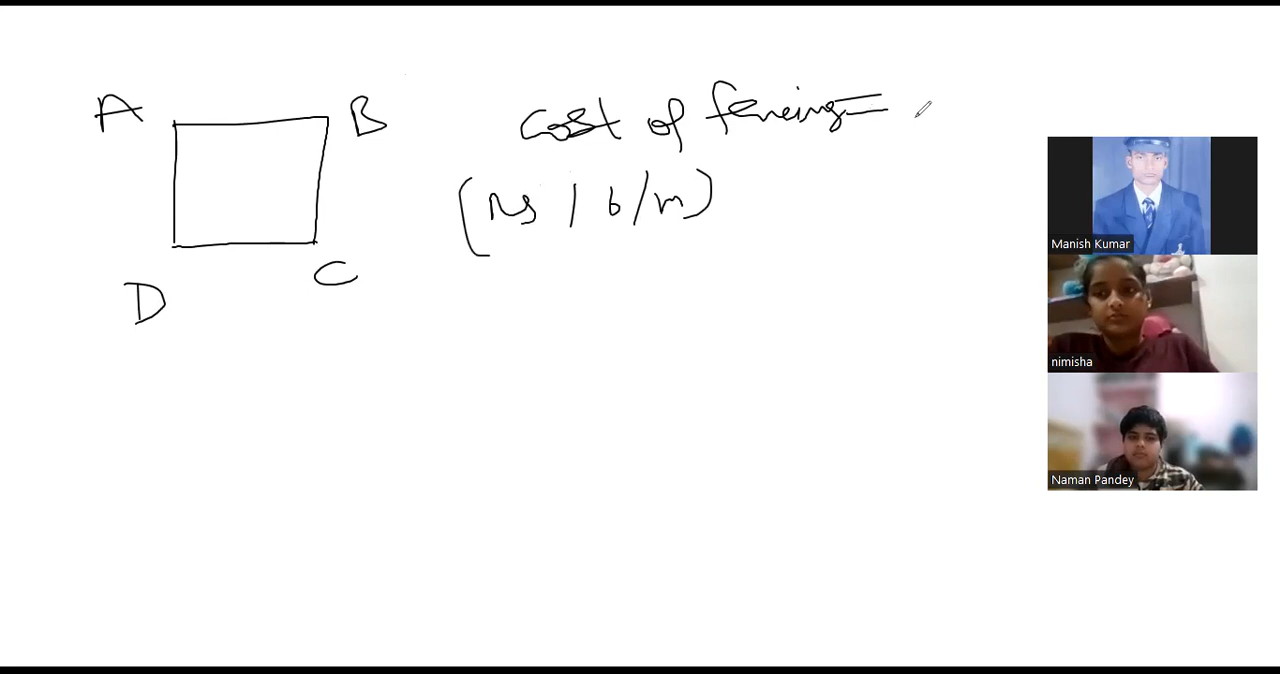 A
B
cost of fencing =
(Rs 16/m)
D
C
Manish Kumar
nimisha
Naman Pandey